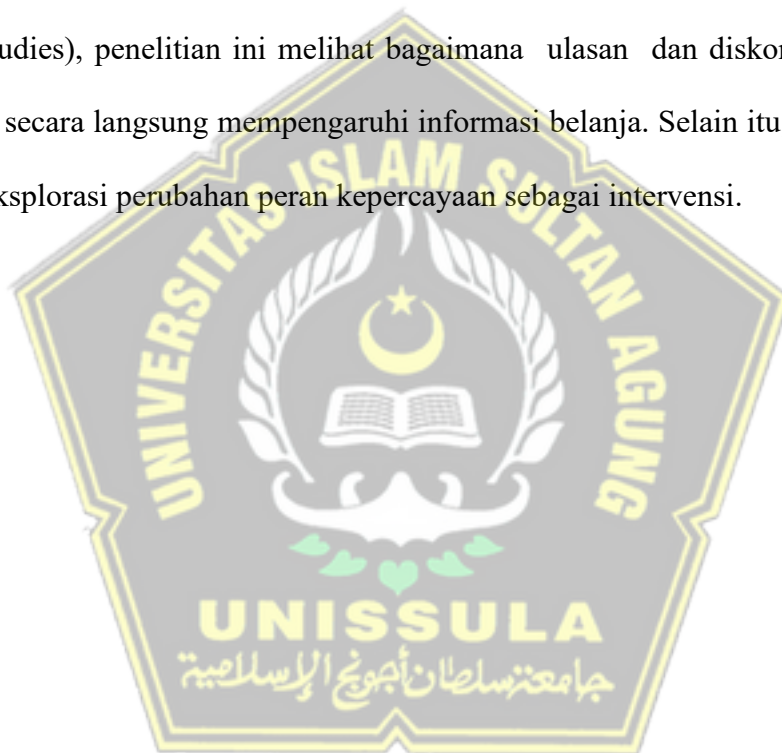 udies), penelitian ini melihat bagaimana ulasan dan diskon
secara langsung mempengaruhi informasi belanja. Selain itu
ksplorasi perubahan peran kepercayaan sebagai intervensi.
UNIVERSITAS ISLAM SULTAN AGUNG
UNISSULA
جامعة سلطان أجونج الإسلامية